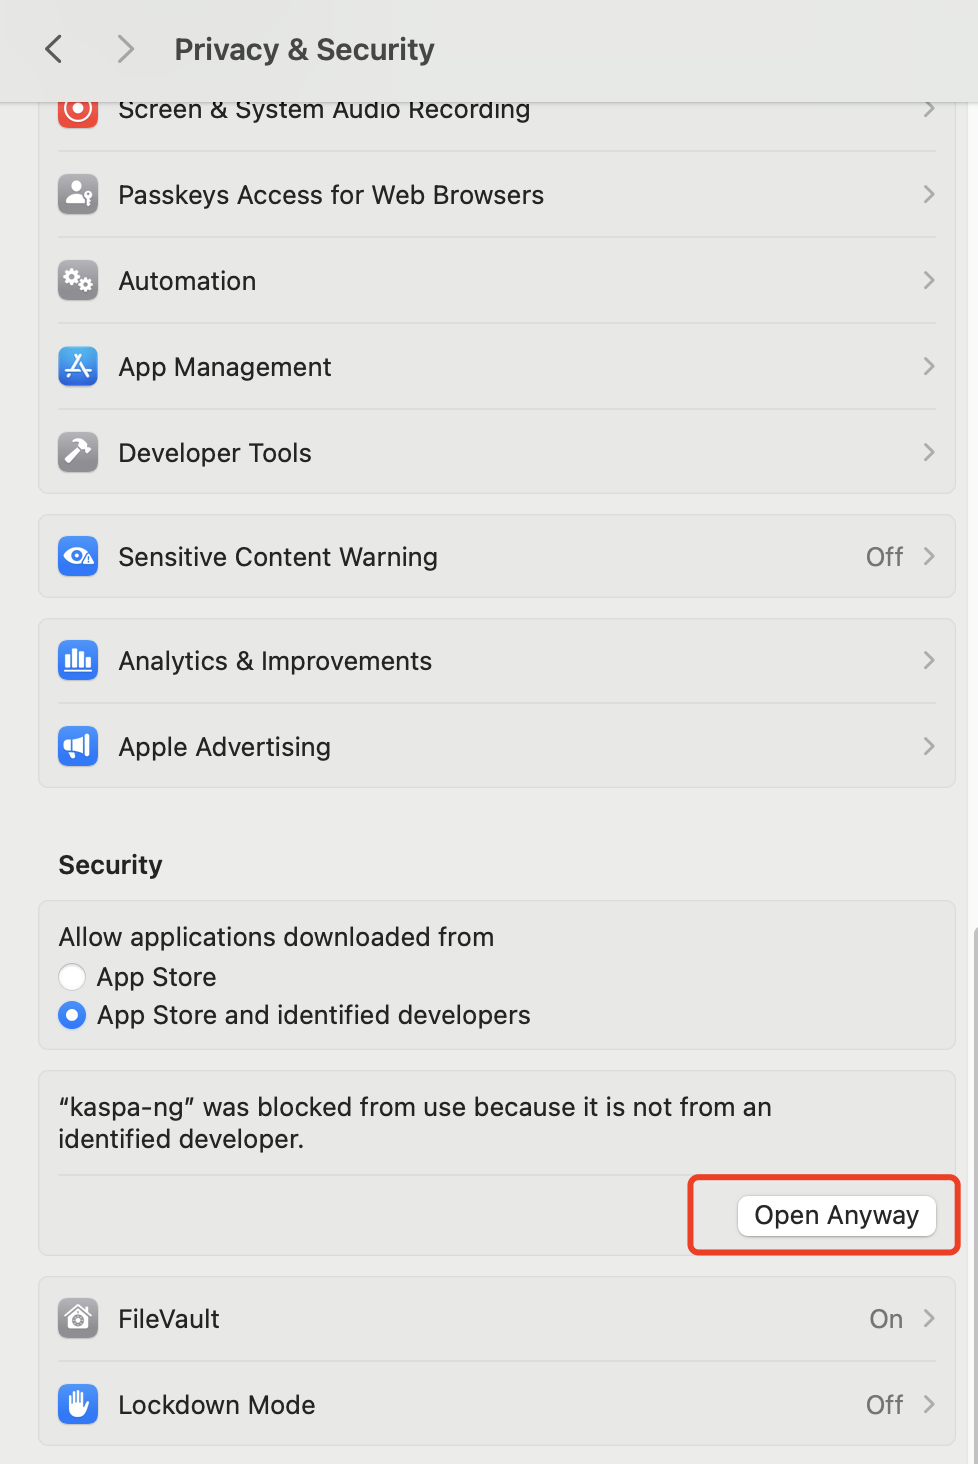 Privacy & Security
Screen & System Audio Recording
Passkeys Access for Web Browsers
Automation
App Management
Developer Tools
Sensitive Content Warning Off
Analytics & Improvements
Apple Advertising
Security
Allow applications downloaded from
App Store
App Store and identified developers
“kaspa-ng” was blocked from use because it is not from an
identified developer.
Open Anyway
FileVault On
Lockdown Mode Off